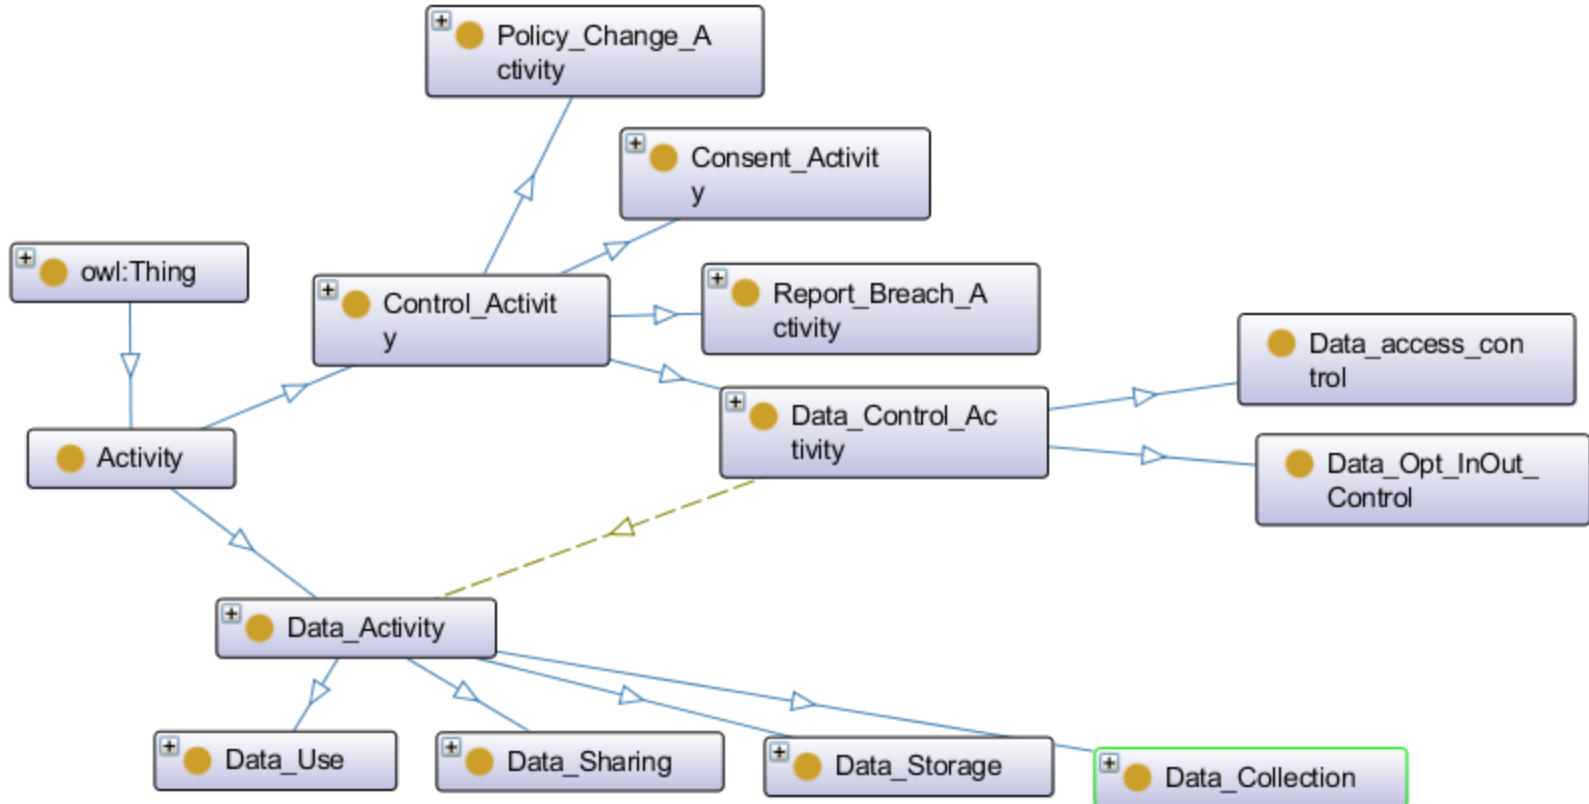 Policy_Change_A
ctivity
Consent_Activit
y
owl:Thing
Control_Activit
y
Report_Breach_A
ctivity
Data_access_con
trol
Data_Control_Ac
tivity
Activity
Data_Opt_InOut_
Control
Data_Activity
Data_Use
Data_Sharing
Data_Storage
Data_Collection